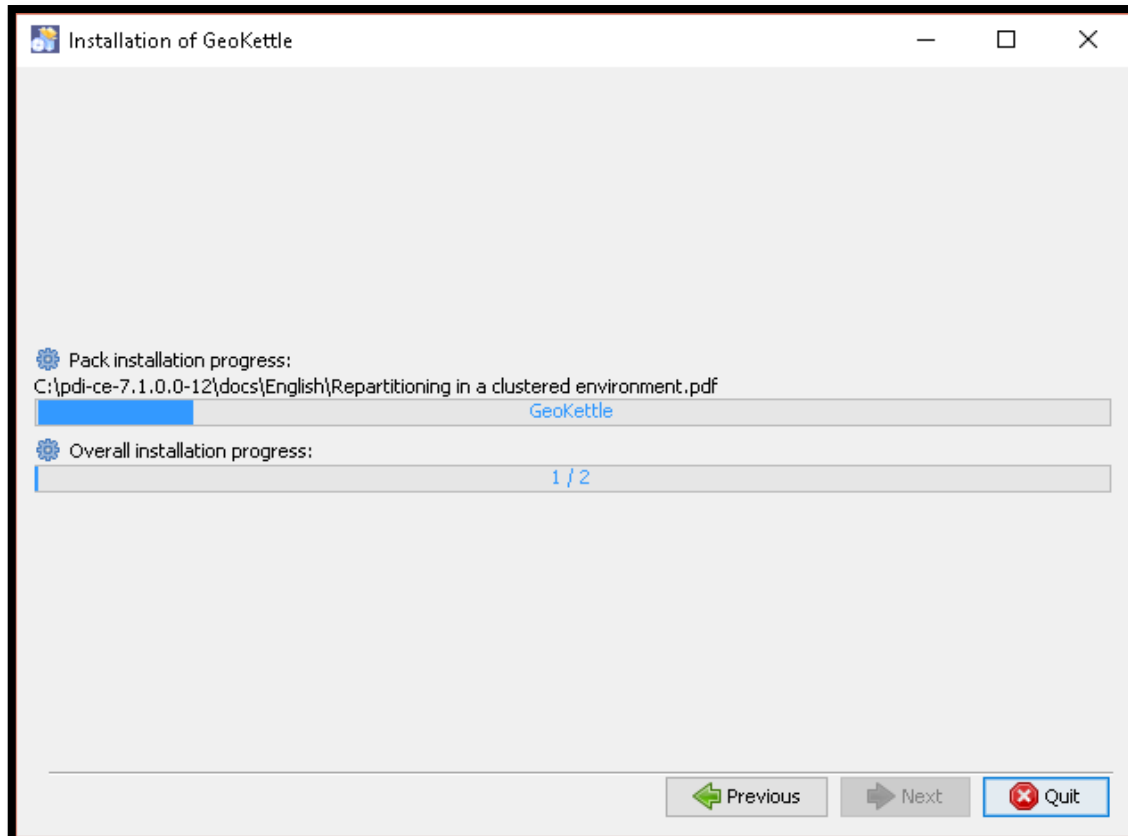 Installation of GeoKettle
Pack installation progress:
C:\pdi-ce-7.1.0.0-12\docs\English\Repartitioning in a clustered environment.pdf
GeoKettle
Overall installation progress:
1 / 2
Previous
Next
Quit